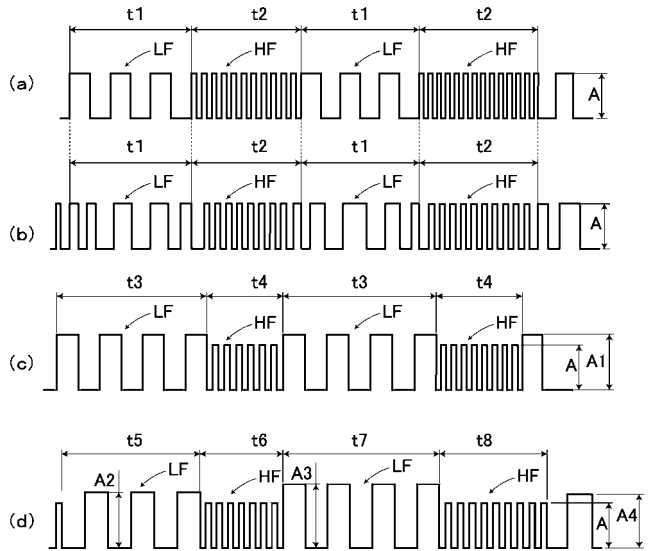 t1 t2 t1 t2
LF HF LF HF
(a) A
t1 t2 t1 t2
LF HF LF HF
(b) A
t3 t4 t3 t4
LF HF LF HF
(c) A A1
t5 t6 t7 t8
A2 LF HF A3 LF HF
(d) A A4